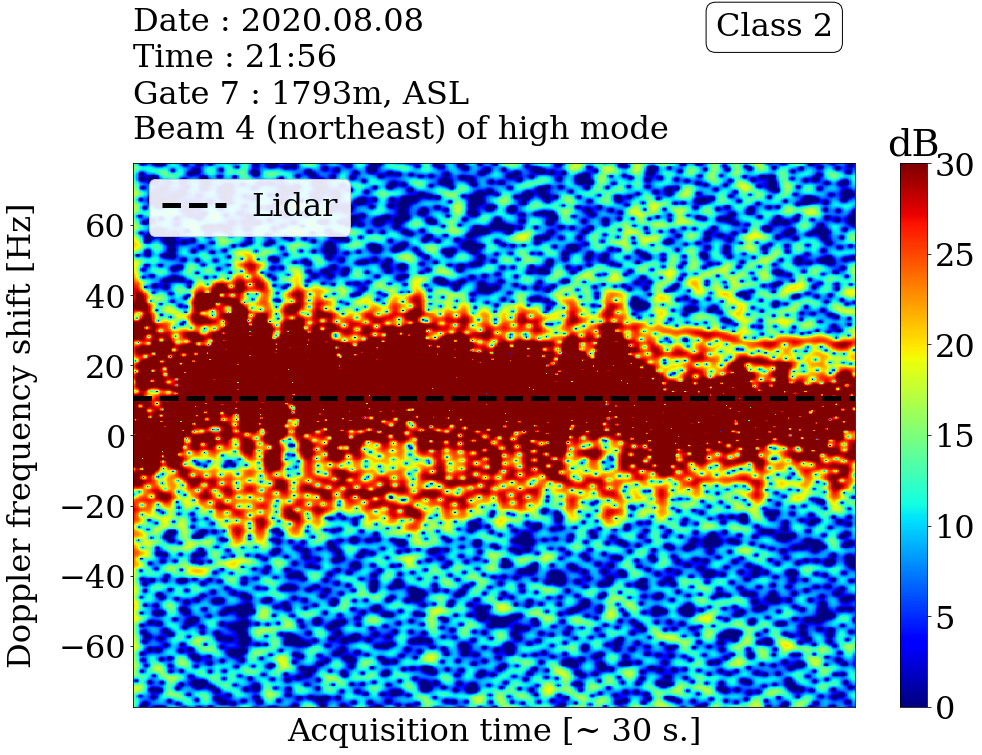 Date : 2020.08.08
Time : 21:56
Gate 7 : 1793m, ASL
Beam 4 (northeast) of high mode
Class 2
dB
Lidar
Doppler frequency shift [Hz]
60
40
20
0
−20
−40
−60
30
25
20
15
10
5
0
Acquisition time [~ 30 s.]